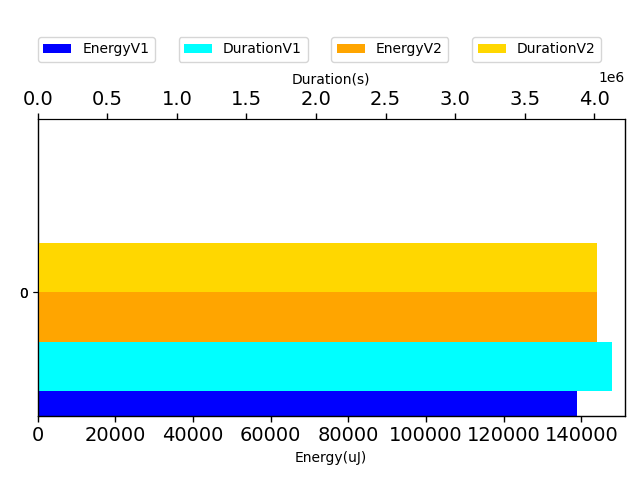 EnergyV1 DurationV1 EnergyV2 DurationV2
Duration(s)
1e6
0.0 0.5 1.0 1.5 2.0 2.5 3.0 3.5 4.0
0
0 20000 40000 60000 80000 100000 120000 140000
Energy(uJ)